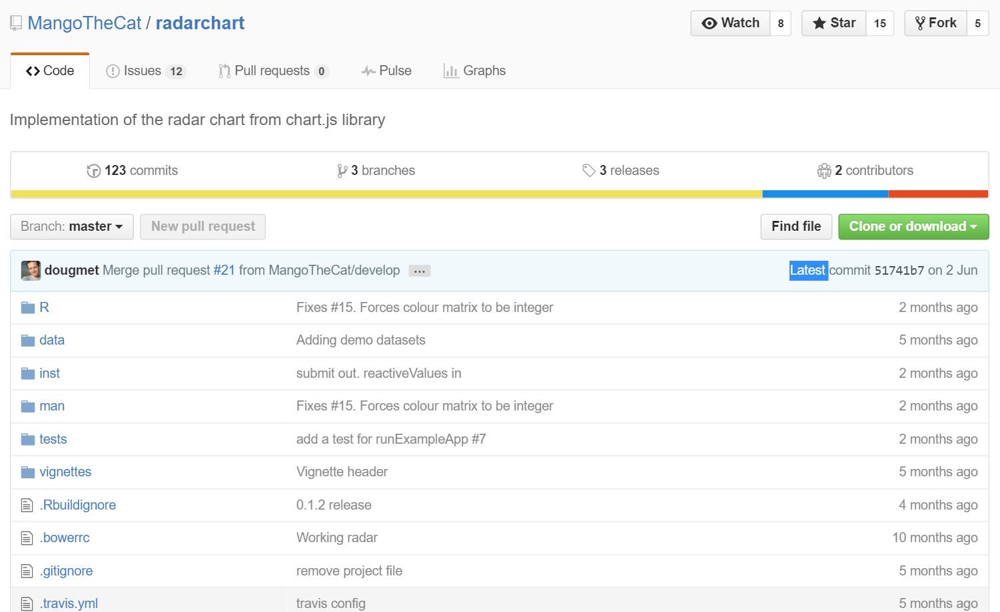 MangoTheCat / radarchart Watch 8 Star 15 Fork 5
Code Issues 12 Pull requests 0 Pulse Graphs
Implementation of the radar chart from chart.js library
123 commits 3 branches 3 releases 2 contributors
Branch: master New pull request Find file Clone or download
dougmet Merge pull request #21 from MangoTheCat/develop ... Latest commit 51741b7 on 2 Jun
R Fixes #15. Forces colour matrix to be integer 2 months ago
data Adding demo datasets 5 months ago
inst submit out. reactiveValues in 2 months ago
man Fixes #15. Forces colour matrix to be integer 2 months ago
tests add a test for runExampleApp #7 2 months ago
vignettes Vignette header 5 months ago
.Rbuildignore 0.1.2 release 4 months ago
.bowerrc Working radar 10 months ago
.gitignore remove project file 5 months ago
.travis.yml travis config 5 months ago